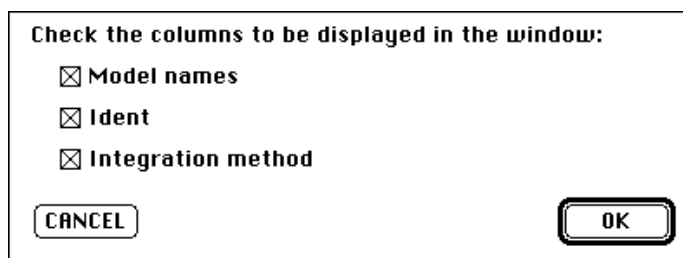 Check the columns to be displayed in the window:
Model names
Ident
Integration method
CANCEL OK